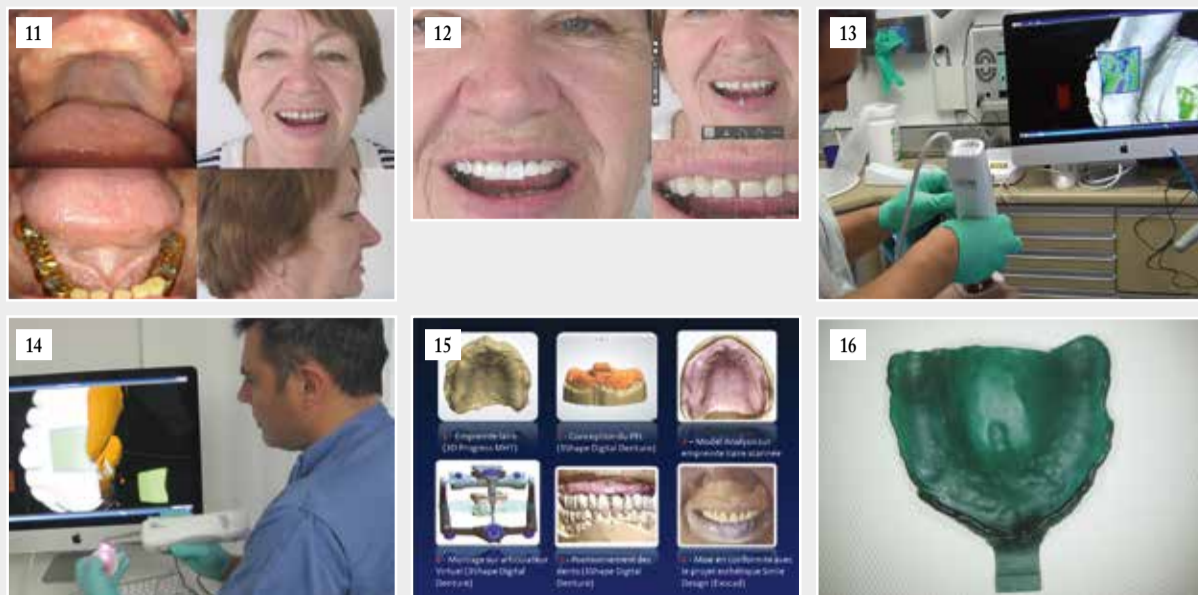 11
12
13
14
15
- Empreinte
(3D Progress MHT)
- Conception du PEI
(3Shape Digital Denture)
- Model Analysis sur
empreinte scannée
- Montage sur articulateur
Virtuel (3Shape Digital
Denture)
- Positionnement des
dents (3Shape Digital
Denture)
- Mise en conformité avec
le projet esthétique Smile
Design (Exocad)
16